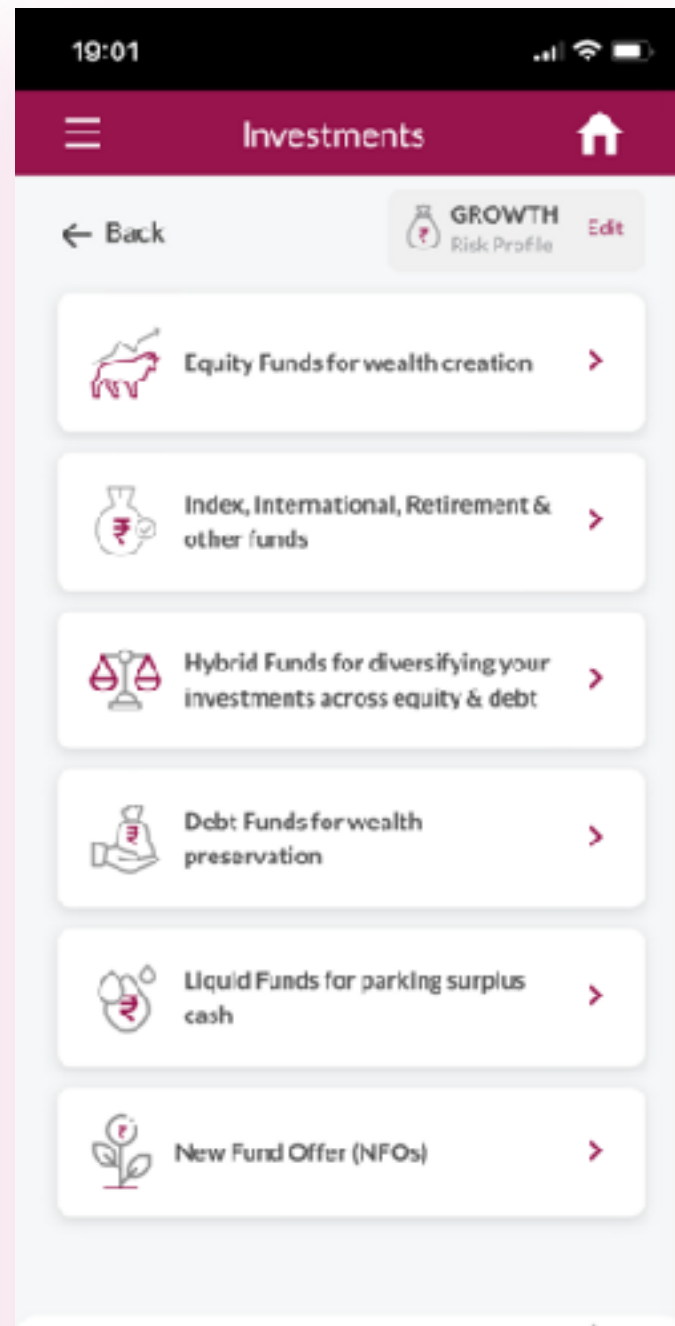 19:01
Investments
← Back
GROWTH
Risk Profile
Edit
Equity Funds for wealth creation
Index, International, Retirement &
other funds
Hybrid Funds for diversifying your
investments across equity & debt
Debt Funds for wealth
preservation
Liquid Funds for parking surplus
cash
New Fund Offer (NFOs)